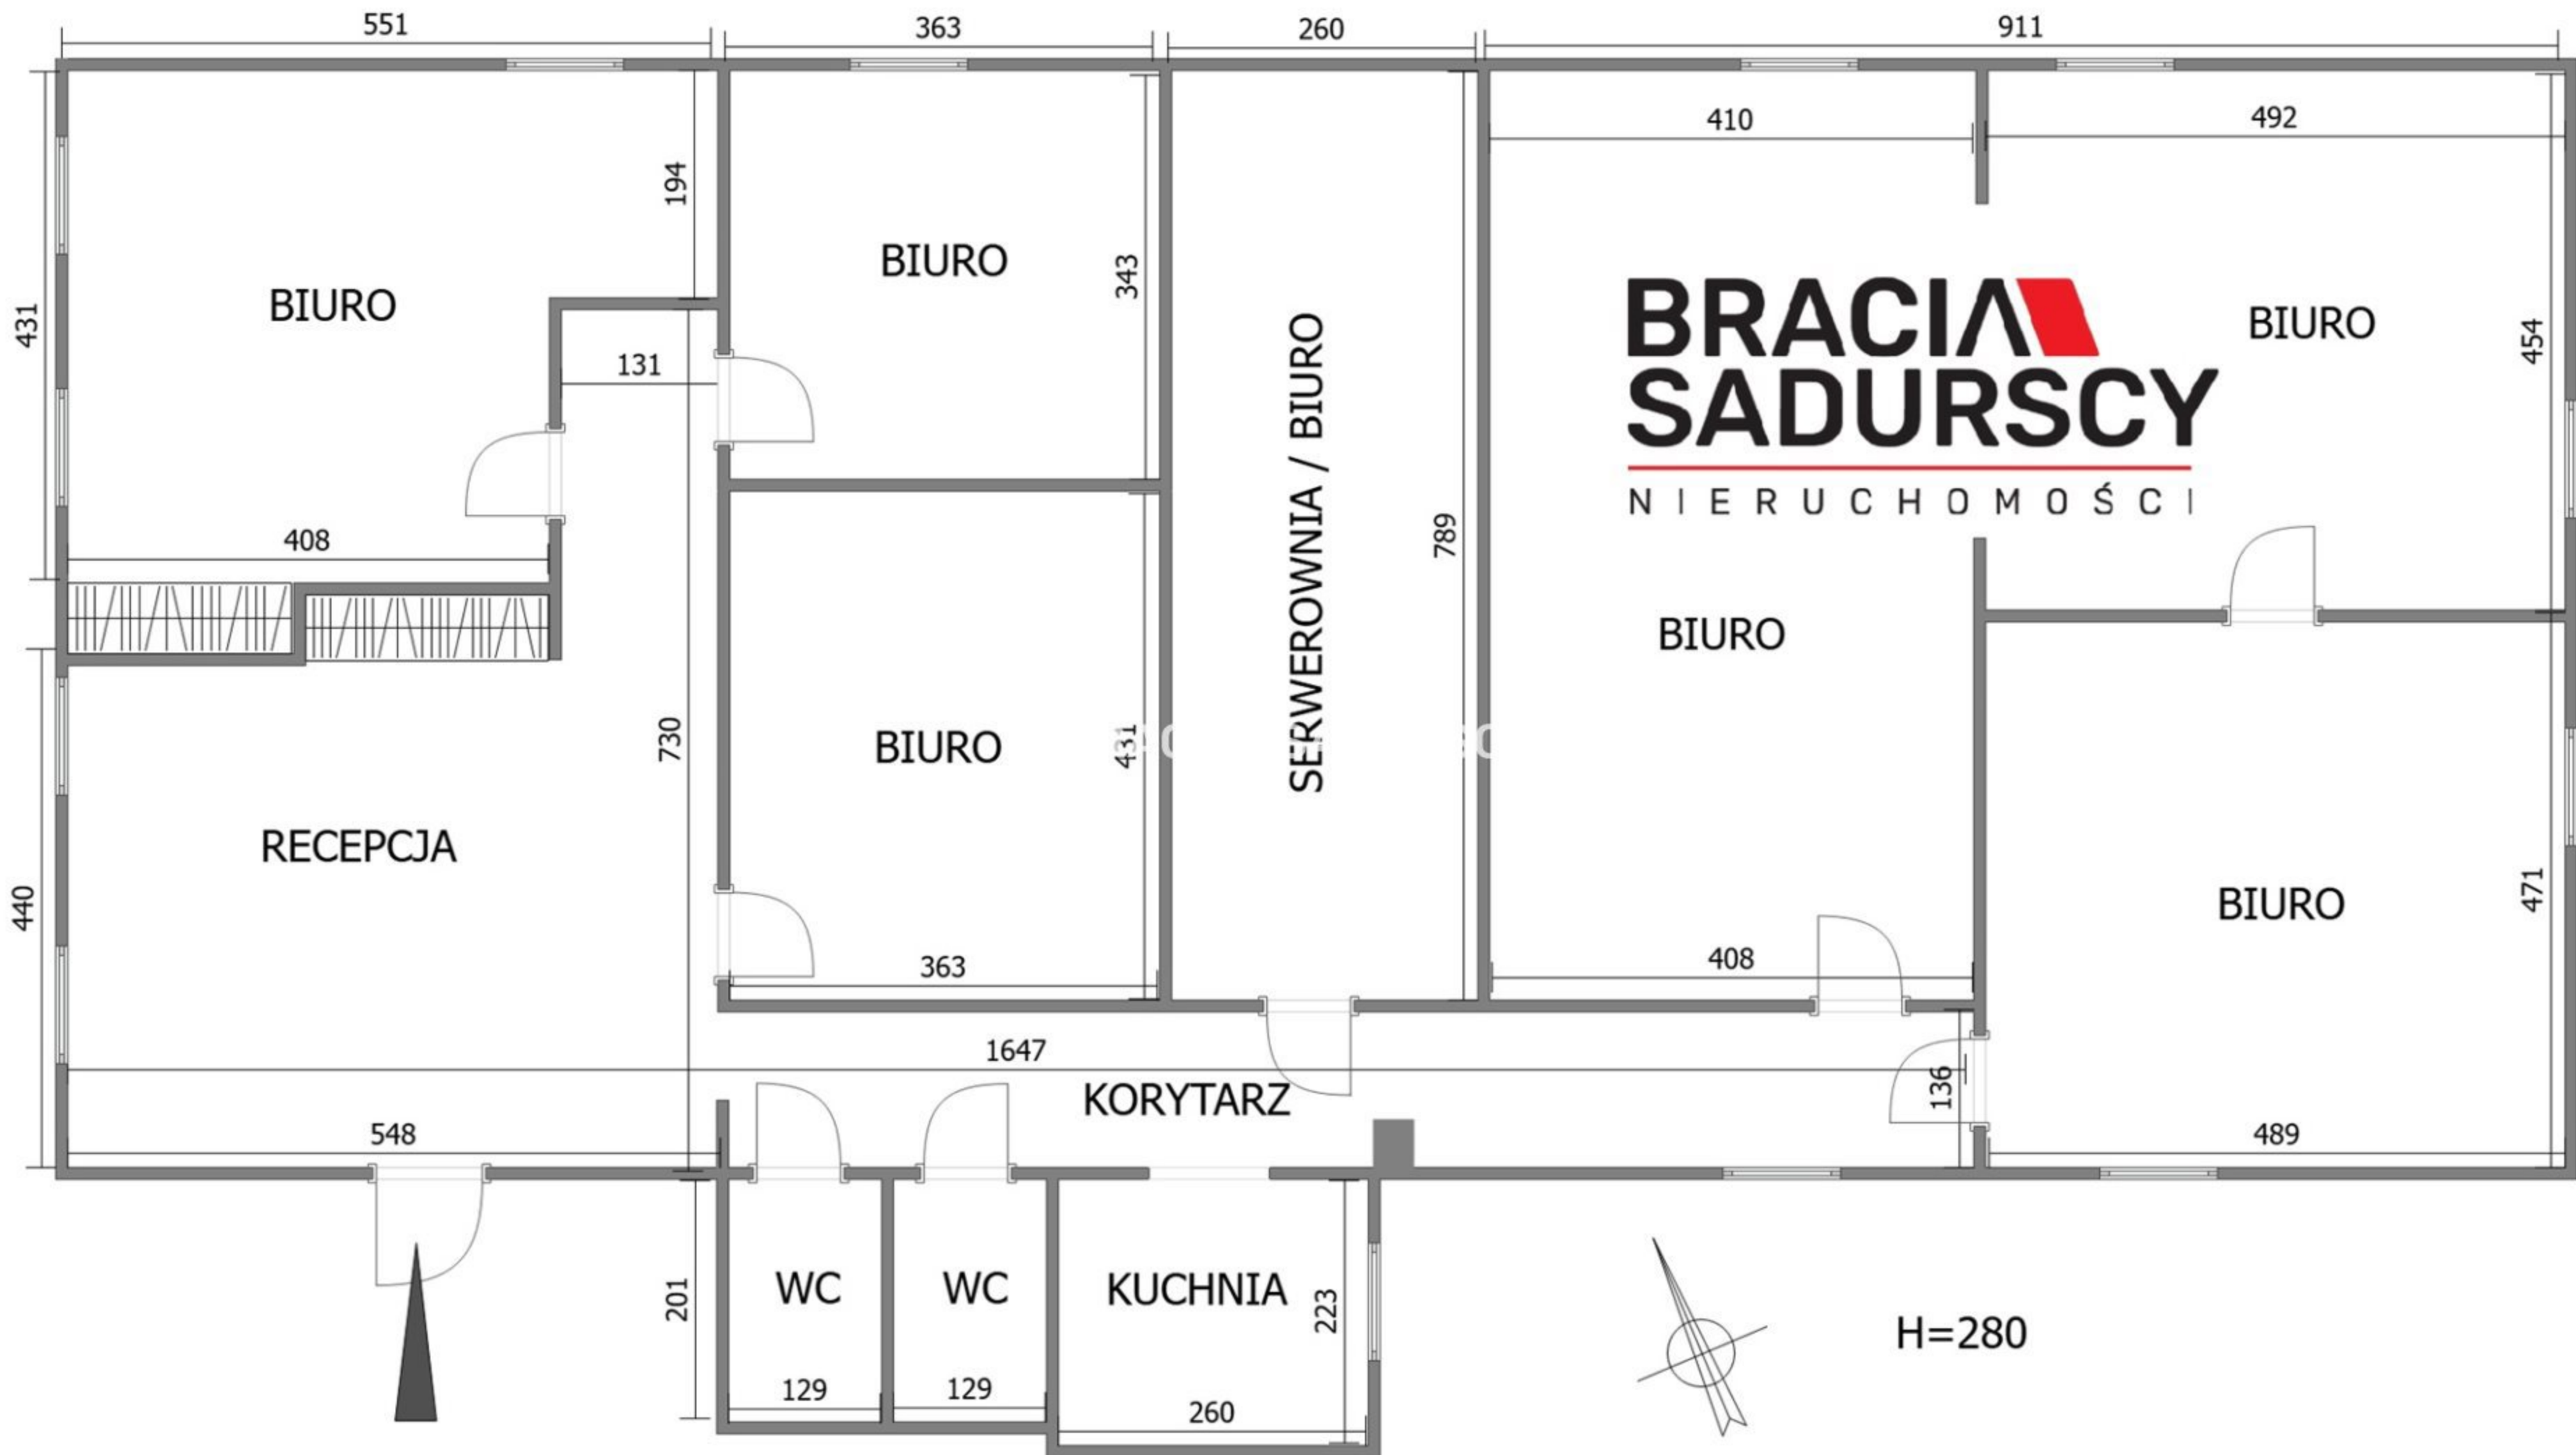 551
363
260
911
410
492
194
BIURO
343
BIURO
431
BIURO
131
SERWEROWNIA / BIURO
789
BRACIA
SADURSCY
NIERUCHOMOŚCI
BIURO
454
408
BIURO
730
BIURO
431
RECEPCJA
440
363
408
BIURO
471
1647
KORYTARZ
136
548
489
201
WC
WC
KUCHNIA
223
129
129
260
H=280